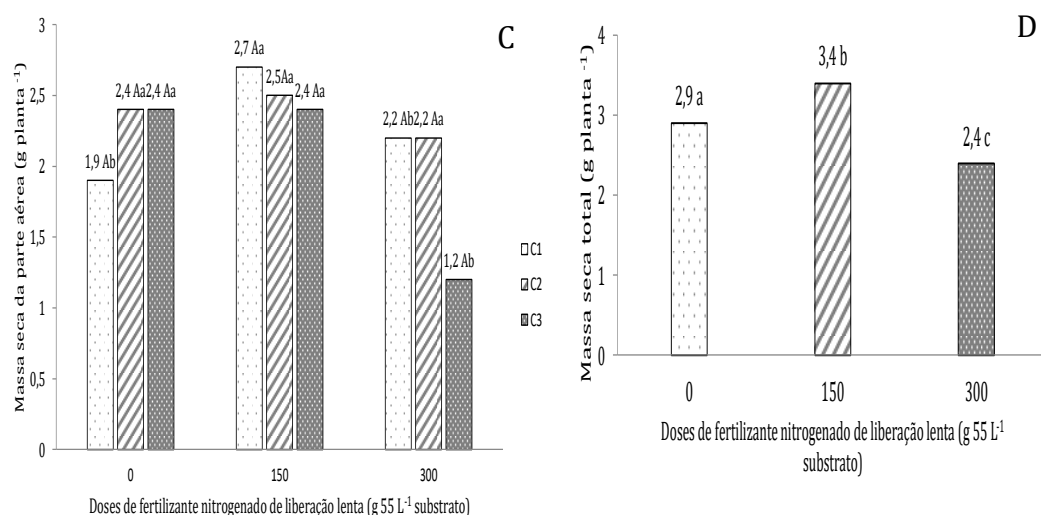 C
Massa seca da parte aérea (g planta ⁻¹)
3
2,5
2
1,5
1
0,5
0
1,9 Ab
2,4 Aa
2,4 Aa
2,7 Aa
2,5Aa
2,4 Aa
2,2 Ab
2,2 Aa
1,2 Ab
0
150
300
Doses de fertilizante nitrogenado de liberação lenta (g 55 L⁻¹ substrato)
C1
C2
C3
D
Massa seca total (g planta ⁻¹)
4
3
2
1
0
2,9 a
3,4 b
2,4 c
0
150
300
Doses de fertilizante nitrogenado de liberação lenta (g 55 L⁻¹
substrato)